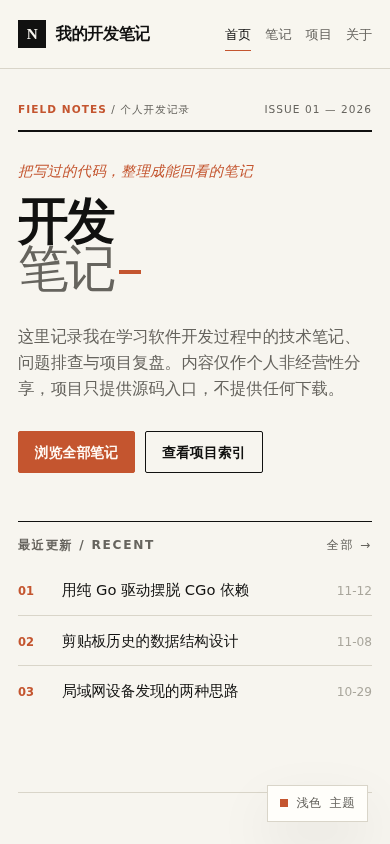 N 我的开发笔记 首页 笔记 项目 关于
FIELD NOTES / 个人开发记录 ISSUE 01 — 2026
把写过的代码，整理成能回看的笔记
开发
笔记
这里记录我在学习软件开发过程中的技术笔记、
问题排查与项目复盘。内容仅作个人非经营性分
享，项目只提供源码入口，不提供任何下载。
浏览全部笔记 查看项目索引
最近更新 / RECENT 全部 →
01 用纯 Go 驱动摆脱 CGo 依赖 11-12
02 剪贴板历史的数据结构设计 11-08
03 局域网设备发现的两种思路 10-29
浅色 主题